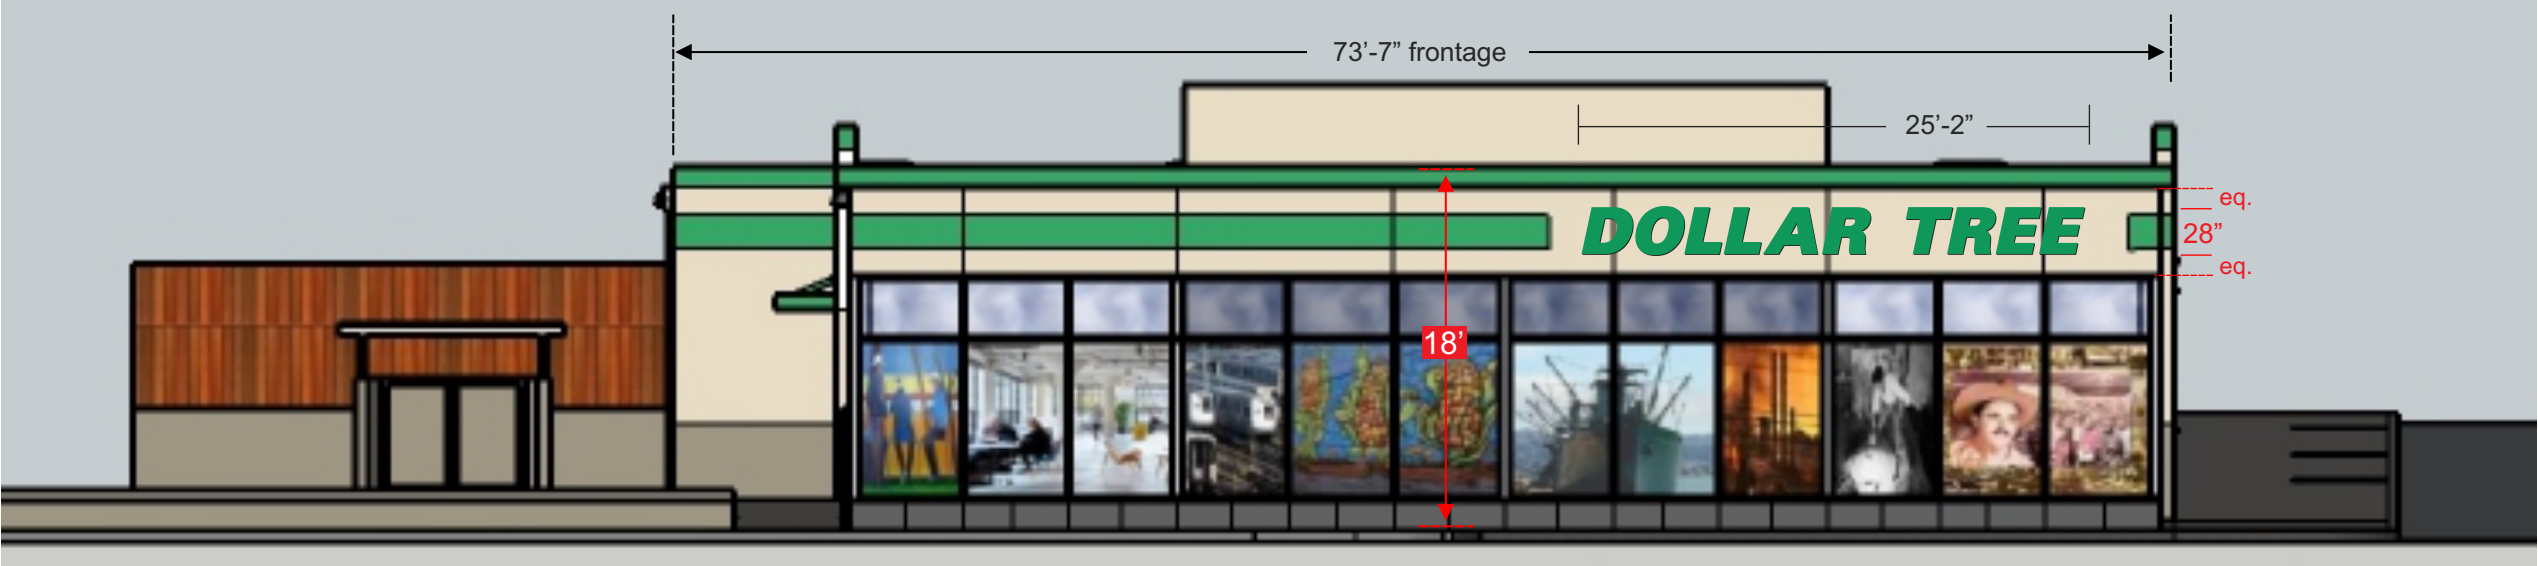 73’-7” frontage
25’-2”
DOLLAR TREE
eq.
28”
eq.
18’